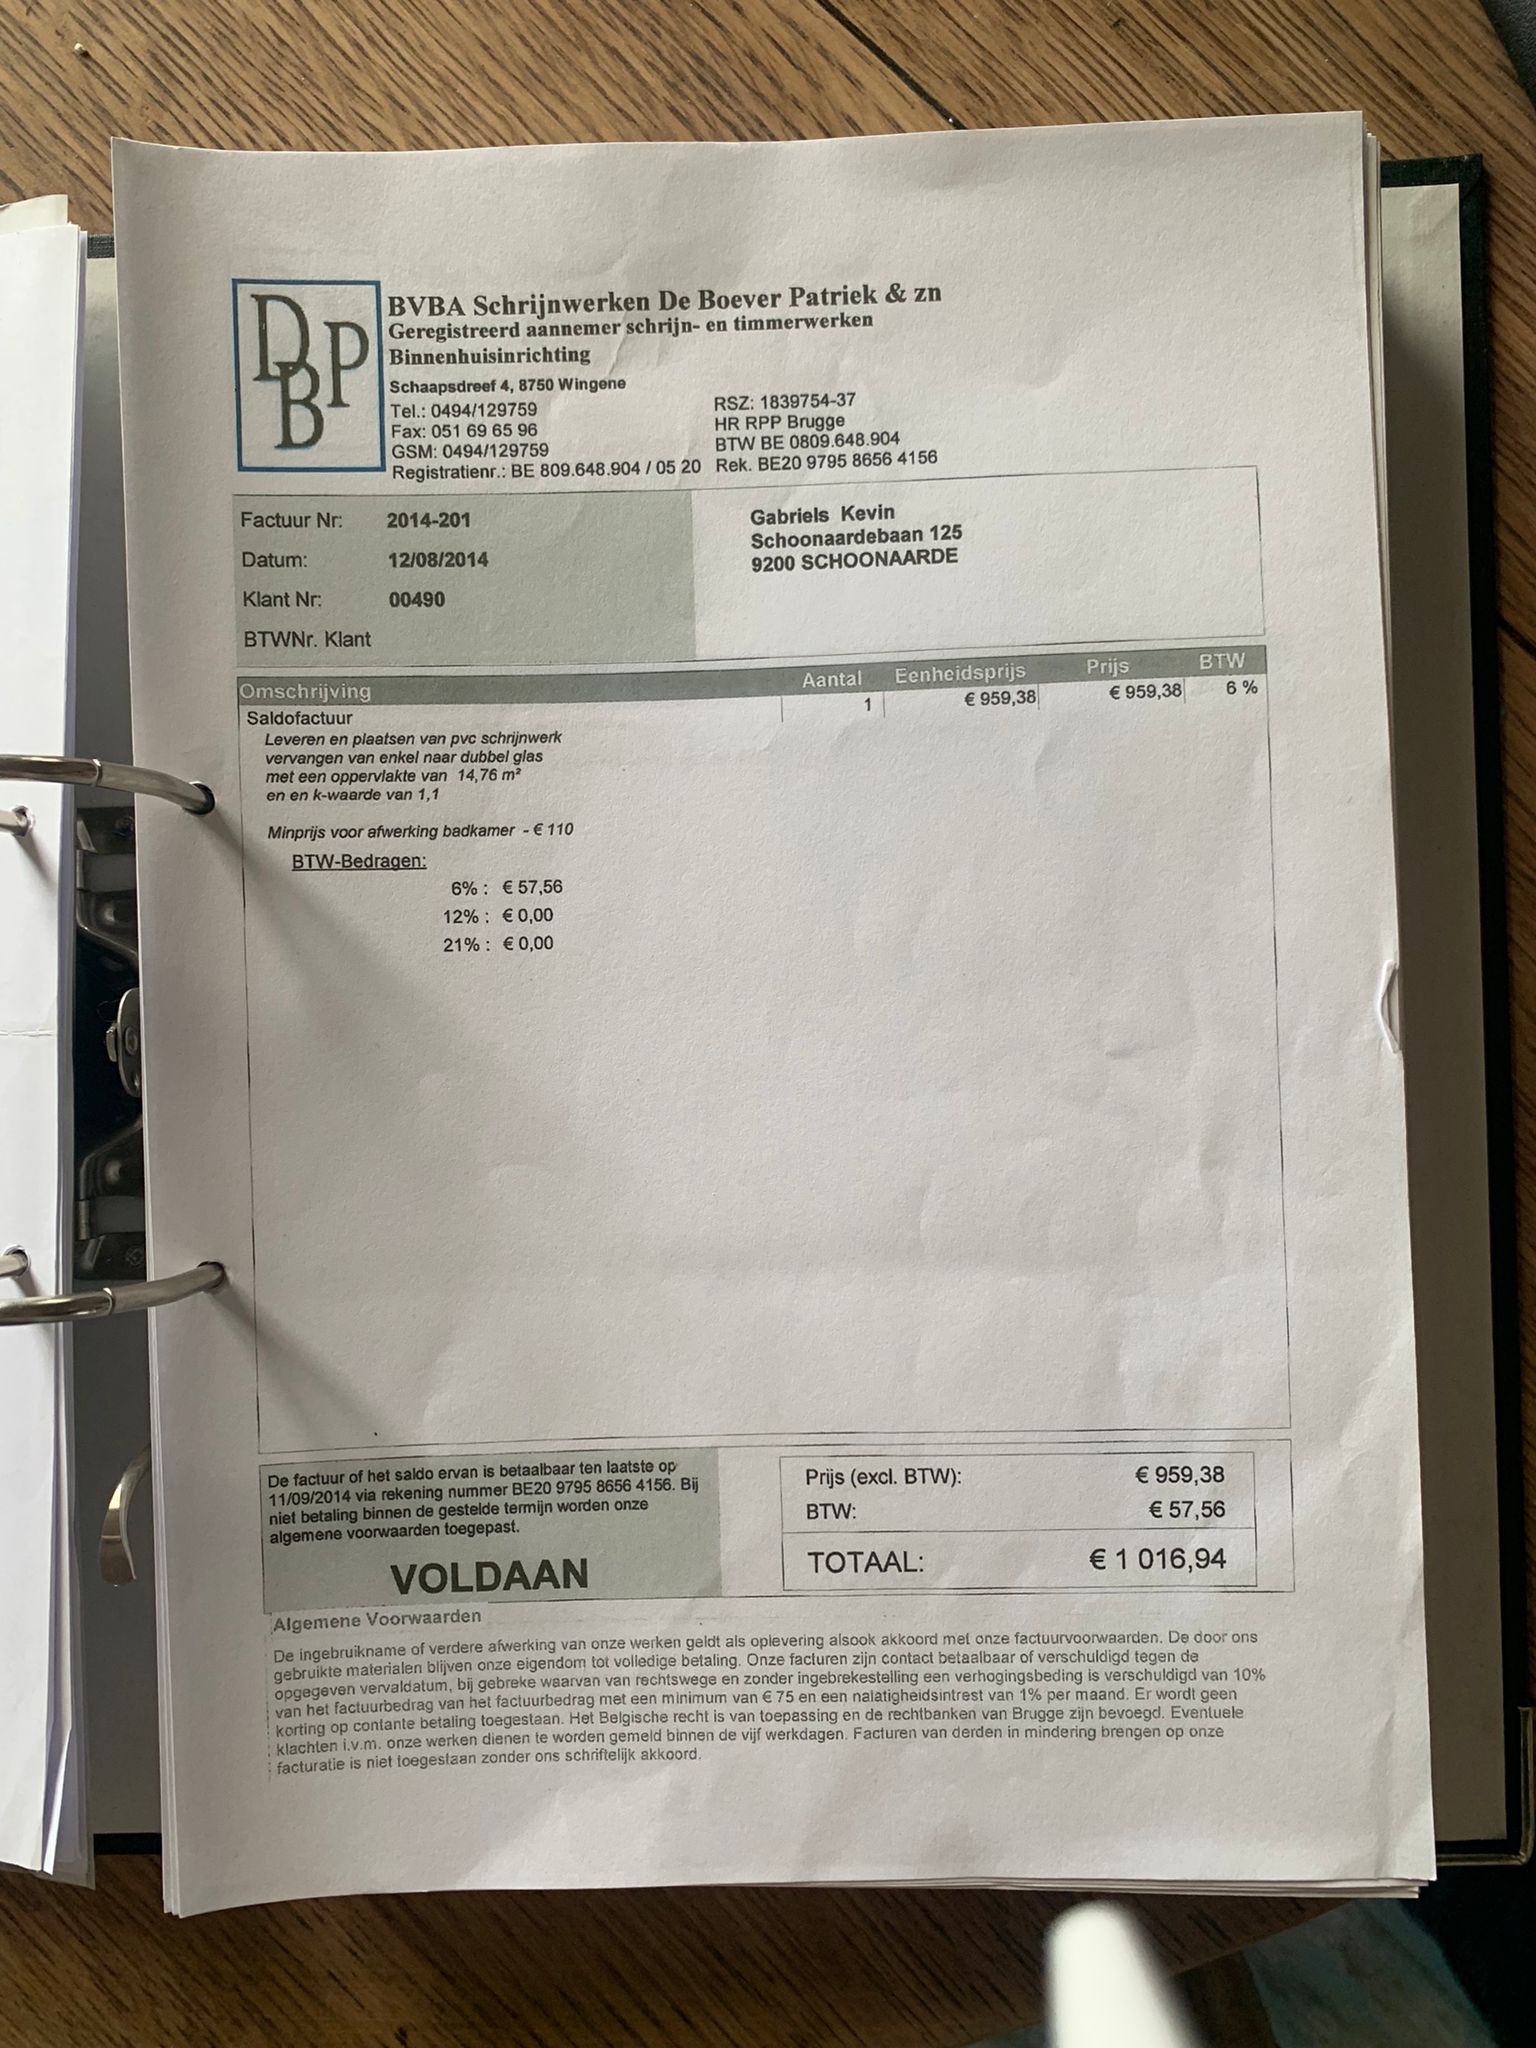 DBP
BVBA Schrijnwerken De Boever Patriek & zn
Geregistreerd aannemer schrijn- en timmerwerken
Binnenhuisinrichting
Schaapsdreef 4, 8750 Wingene
Tel.: 0494/129759
Fax: 051 69 65 96
GSM: 0494/129759
Registratienr.: BE 809.648.904 / 05 20
RSZ: 1839754-37
HR RPP Brugge
BTW BE 0809.648.904
Rek. BE20 9795 8656 4156
Factuur Nr: 2014-201
Datum: 12/08/2014
Klant Nr: 00490
BTWNr. Klant
Gabriels Kevin
Schoonaardebaan 125
9200 SCHOONAARDE
Omschrijving Aantal Eenheidsprijs Prijs BTW
Saldofactuur 1 € 959,38 € 959,38 6 %
Leveren en plaatsen van pvc schrijnwerk
vervangen van enkel naar dubbel glas
met een oppervlakte van 14,76 m²
en en k-waarde van 1,1
Minprijs voor afwerking badkamer - € 110
BTW-Bedragen:
6% : € 57,56
12% : € 0,00
21% : € 0,00
De factuur of het saldo ervan is betaalbaar ten laatste op
11/09/2014 via rekening nummer BE20 9795 8656 4156. Bij
niet betaling binnen de gestelde termijn worden onze
algemene voorwaarden toegepast.
VOLDAAN
Prijs (excl. BTW): € 959,38
BTW: € 57,56
TOTAAL: € 1 016,94
Algemene Voorwaarden
De ingebruikname of verdere afwerking van onze werken geldt als oplevering alsook akkoord met onze factuurvoorwaarden. De door ons
gebruikte materialen blijven onze eigendom tot volledige betaling. Onze facturen zijn contact betaalbaar of verschuldigd tegen de
opgegeven vervaldatum, bij gebreke waarvan van rechtswege en zonder ingebrekestelling een verhogingsbeding is verschuldigd van 10%
van het factuurbedrag van het factuurbedrag met een minimum van € 75 en een nalatigheidsintrest van 1% per maand. Er wordt geen
korting op contante betaling toegestaan. Het Belgische recht is van toepassing en de rechtbanken van Brugge zijn bevoegd. Eventuele
klachten i.v.m. onze werken dienen te worden gemeld binnen de vijf werkdagen. Facturen van derden in mindering brengen op onze
facturatie is niet toegestaan zonder ons schriftelijk akkoord.